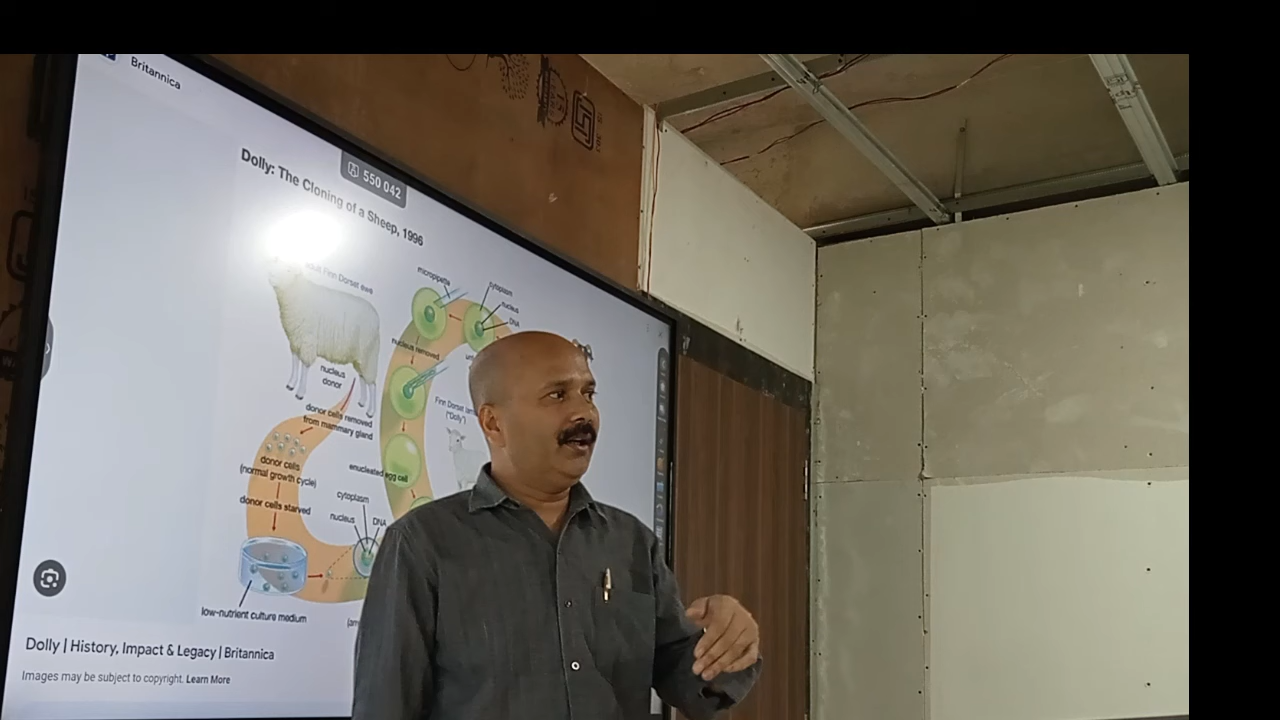 Britannica
Dolly: The Cloning of a Sheep, 1996
550 042
Finn Dorset ewe
micropipette
cytoplasm
nucleus
DNA
nucleus removed
nucleus
donor
donor cells removed
from mammary gland
Finn Dorset lamb
("Dolly")
donor cells
(normal growth cycle)
enucleated egg cell
donor cells starved
cytoplasm
nucleus
DNA
low-nutrient culture medium
Dolly | History, Impact & Legacy | Britannica
Images may be subject to copyright. Learn More